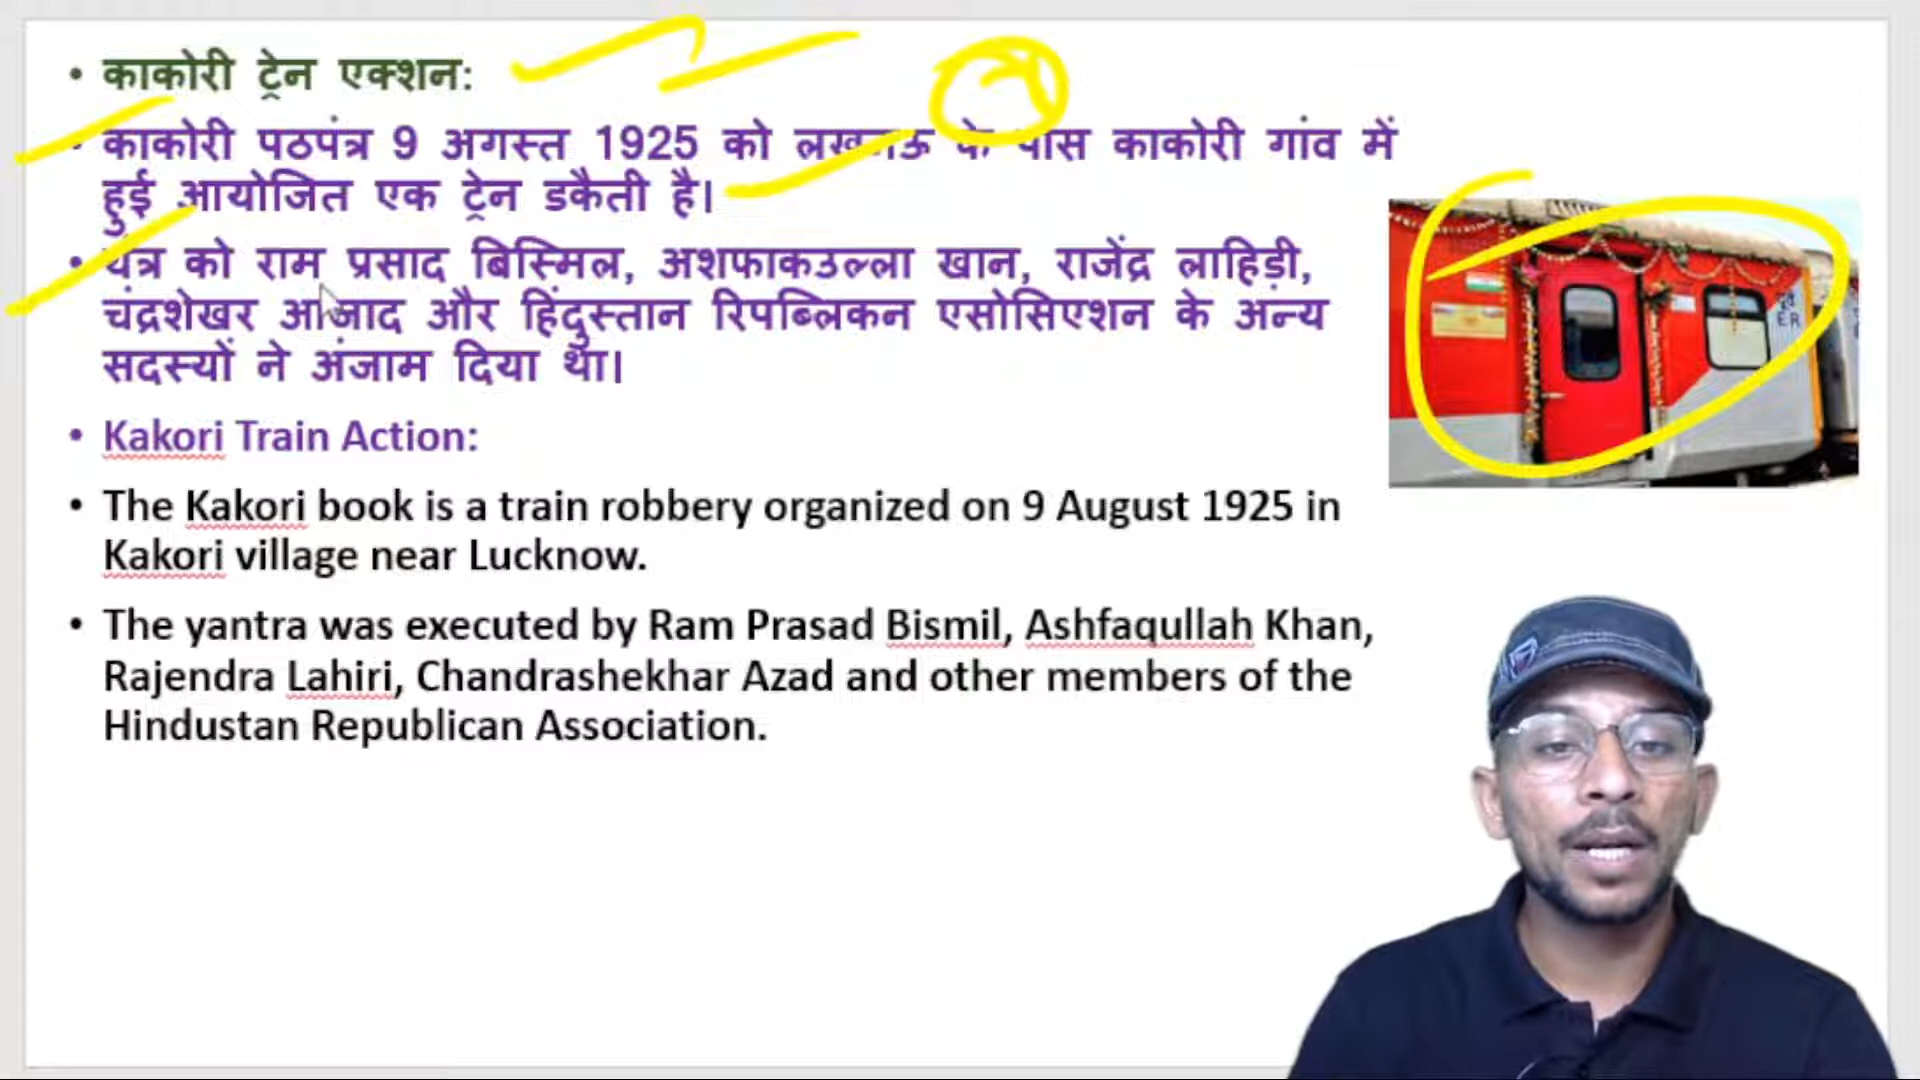 काकोरी ट्रेन एक्शन:
काकोरी पठपंत्र 9 अगस्त 1925 को लखनऊ के पास काकोरी गांव में
हुई आयोजित एक ट्रेन डकैती है।
यंत्र को राम प्रसाद बिस्मिल, अशफाकउल्ला खान, राजेंद्र लाहिड़ी,
चंद्रशेखर आजाद और हिंदुस्तान रिपब्लिकन एसोसिएशन के अन्य
सदस्यों ने अंजाम दिया था।
Kakori Train Action:
The Kakori book is a train robbery organized on 9 August 1925 in
Kakori village near Lucknow.
The yantra was executed by Ram Prasad Bismil, Ashfaqullah Khan,
Rajendra Lahiri, Chandrashekhar Azad and other members of the
Hindustan Republican Association.
E R